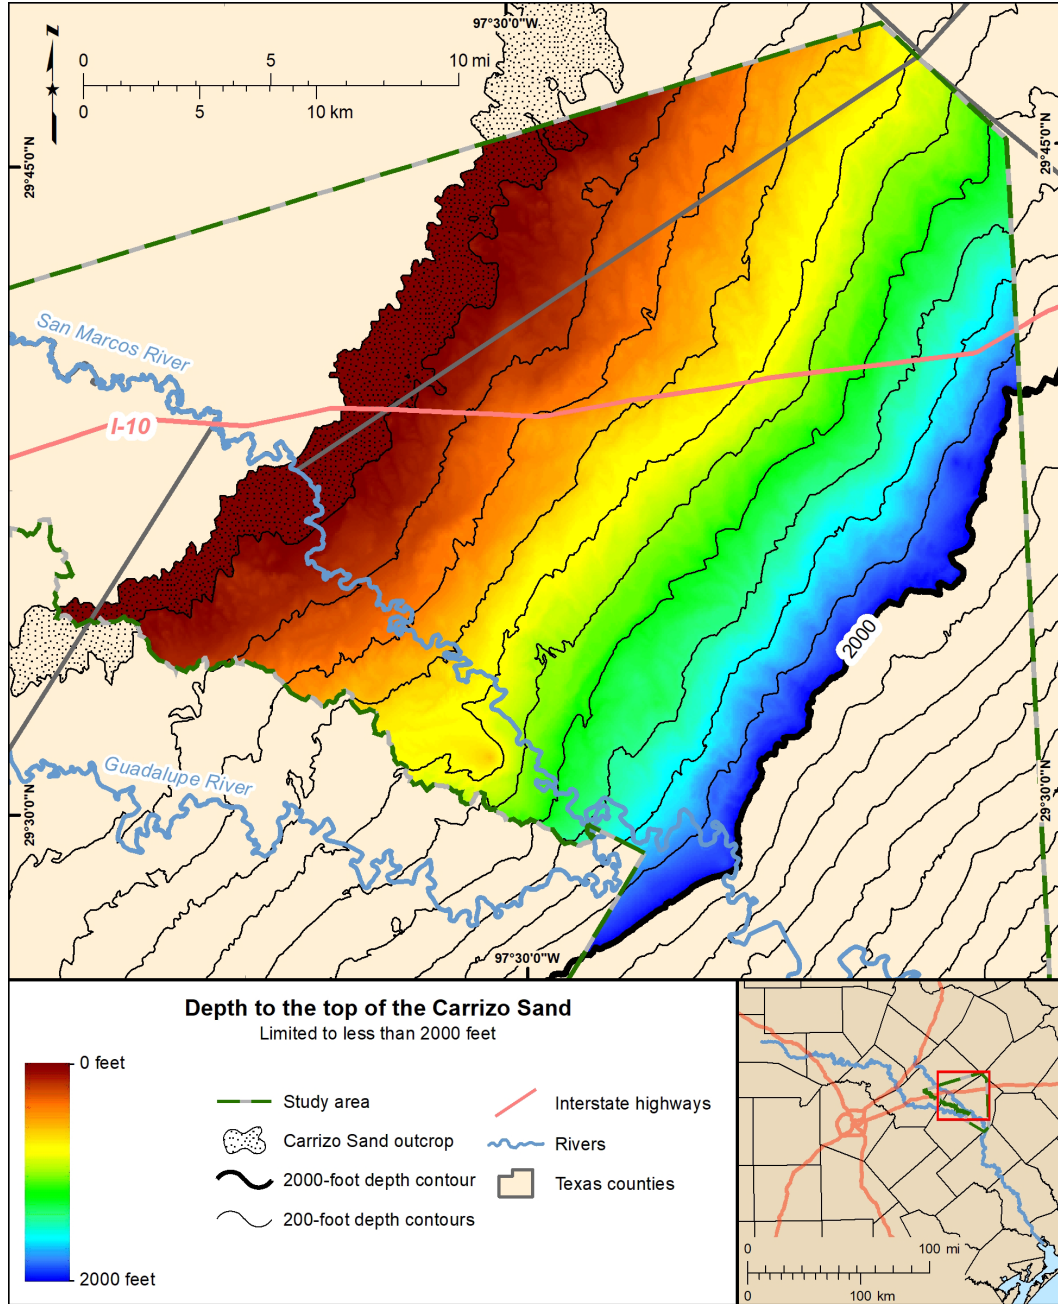 97°30'0"W
z
0 5 10 mi
0 5 10 km
29°45'0"N
29°45'0"N
San Marcos River
I-10
2000
Guadalupe River
29°30'0"N
29°30'0"N
97°30'0"W
Depth to the top of the Carrizo Sand
Limited to less than 2000 feet
0 feet
2000 feet
Study area
Carrizo Sand outcrop
2000-foot depth contour
200-foot depth contours
Interstate highways
Rivers
Texas counties
0 100 mi
0 100 km